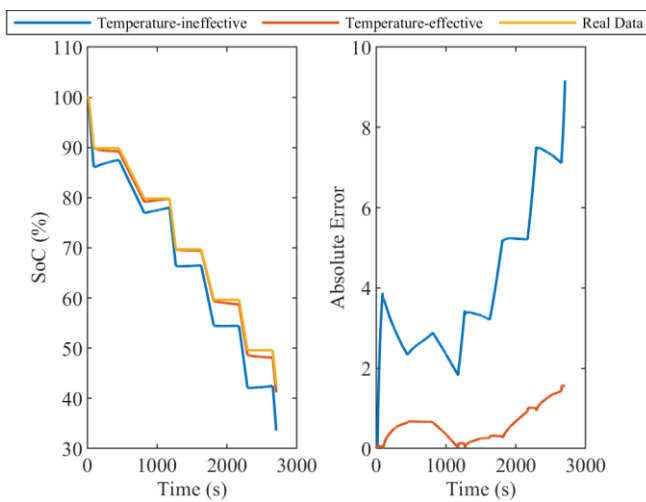 Temperature-ineffective Temperature-effective Real Data
110
100
90
80
70
60
50
40
30
SoC (%)
0 1000 2000 3000
Time (s)
10
8
6
4
2
0
Absolute Error
0 1000 2000 3000
Time (s)